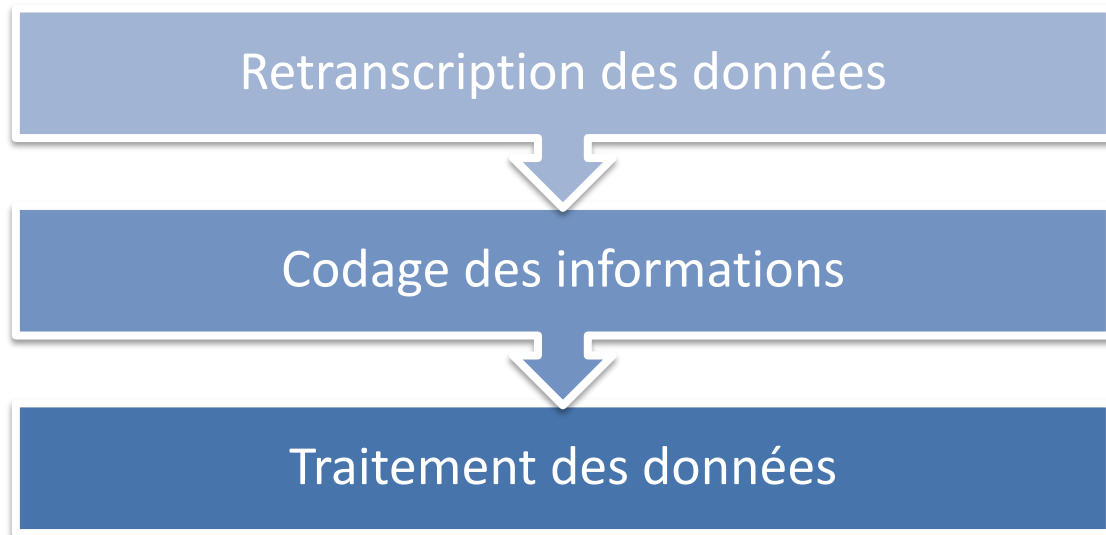 Retranscription des données
Codage des informations
Traitement des données